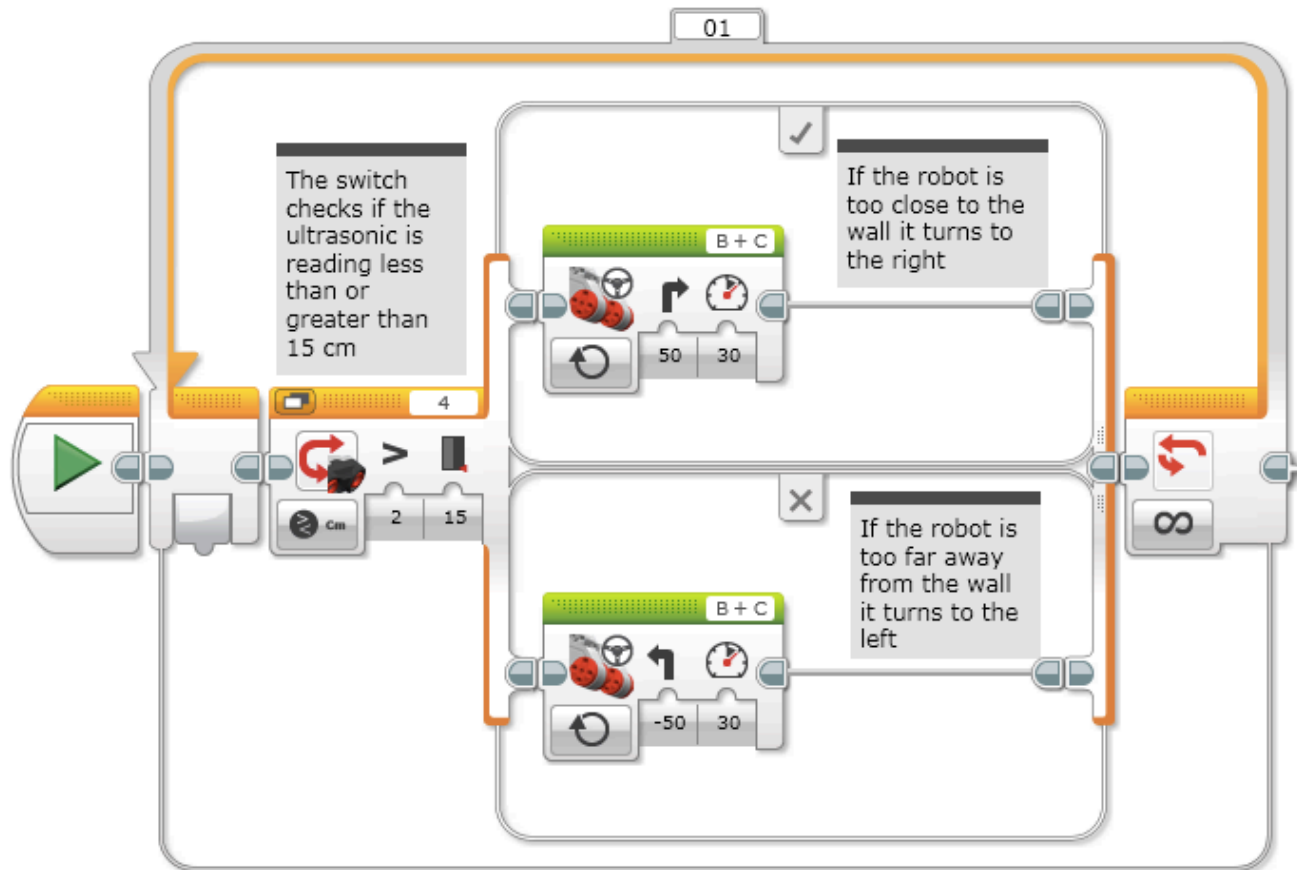 01
The switch
checks if the
ultrasonic is
reading less
than or
greater than
15 cm
If the robot is
too close to the
wall it turns to
the right
B + C
50 30
4
>
Cm 2 15
∞
If the robot is
too far away
from the wall
it turns to the
left
B + C
-50 30